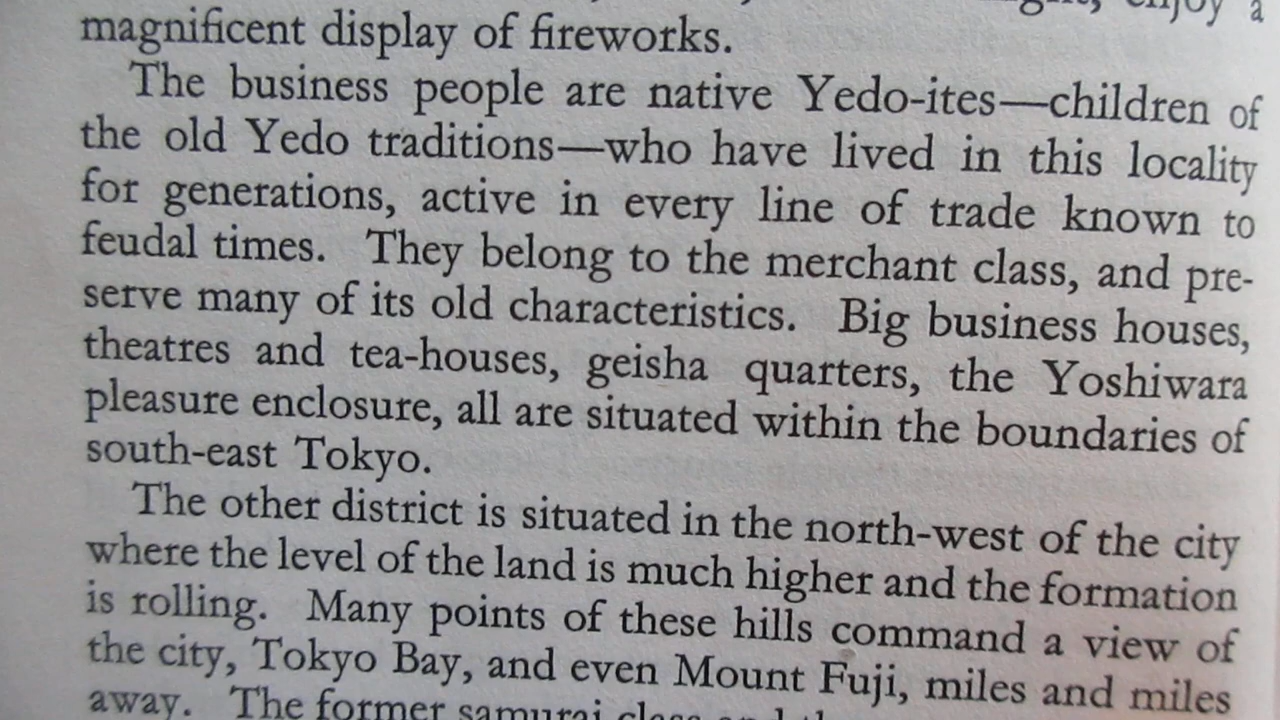 enjoy a
magnificent display of fireworks.
The business people are native Yedo-ites—children of
the old Yedo traditions—who have lived in this locality
for generations, active in every line of trade known to
feudal times. They belong to the merchant class, and pre-
serve many of its old characteristics. Big business houses,
theatres and tea-houses, geisha quarters, the Yoshiwara
pleasure enclosure, all are situated within the boundaries of
south-east Tokyo.
The other district is situated in the north-west of the city
where the level of the land is much higher and the formation
is rolling. Many points of these hills command a view of
the city, Tokyo Bay, and even Mount Fuji, miles and miles
away. The former samurai class and